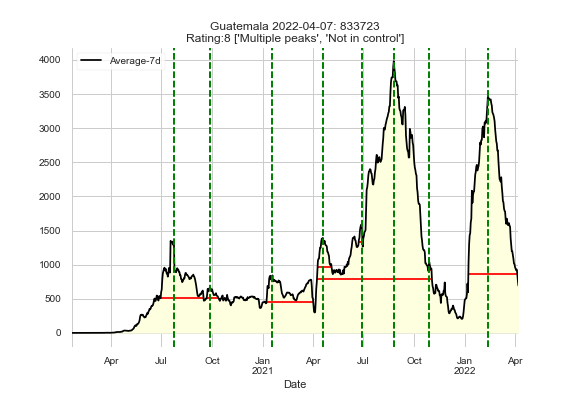 Guatemala 2022-04-07: 833723
Rating:8 ['Multiple peaks', 'Not in control']
Average-7d
4000
3500
3000
2500
2000
1500
1000
500
0
Apr Jul Oct Jan Apr Jul Oct Jan Apr
2021 2022
Date